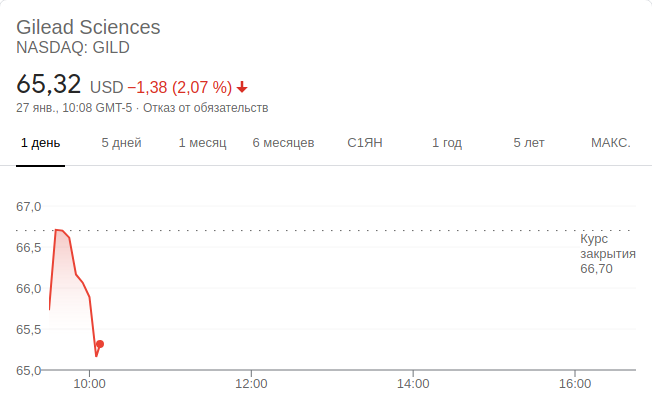 Gilead Sciences
NASDAQ: GILD
65,32 USD −1,38 (2,07 %)
27 янв., 10:08 GMT-5 · Отказ от обязательств
1 день 5 дней 1 месяц 6 месяцев С1ЯН 1 год 5 лет МАКС.
67,0
Курс
66,5
закрытия
66,70
66,0
65,5
65,0
10:00 12:00 14:00 16:00